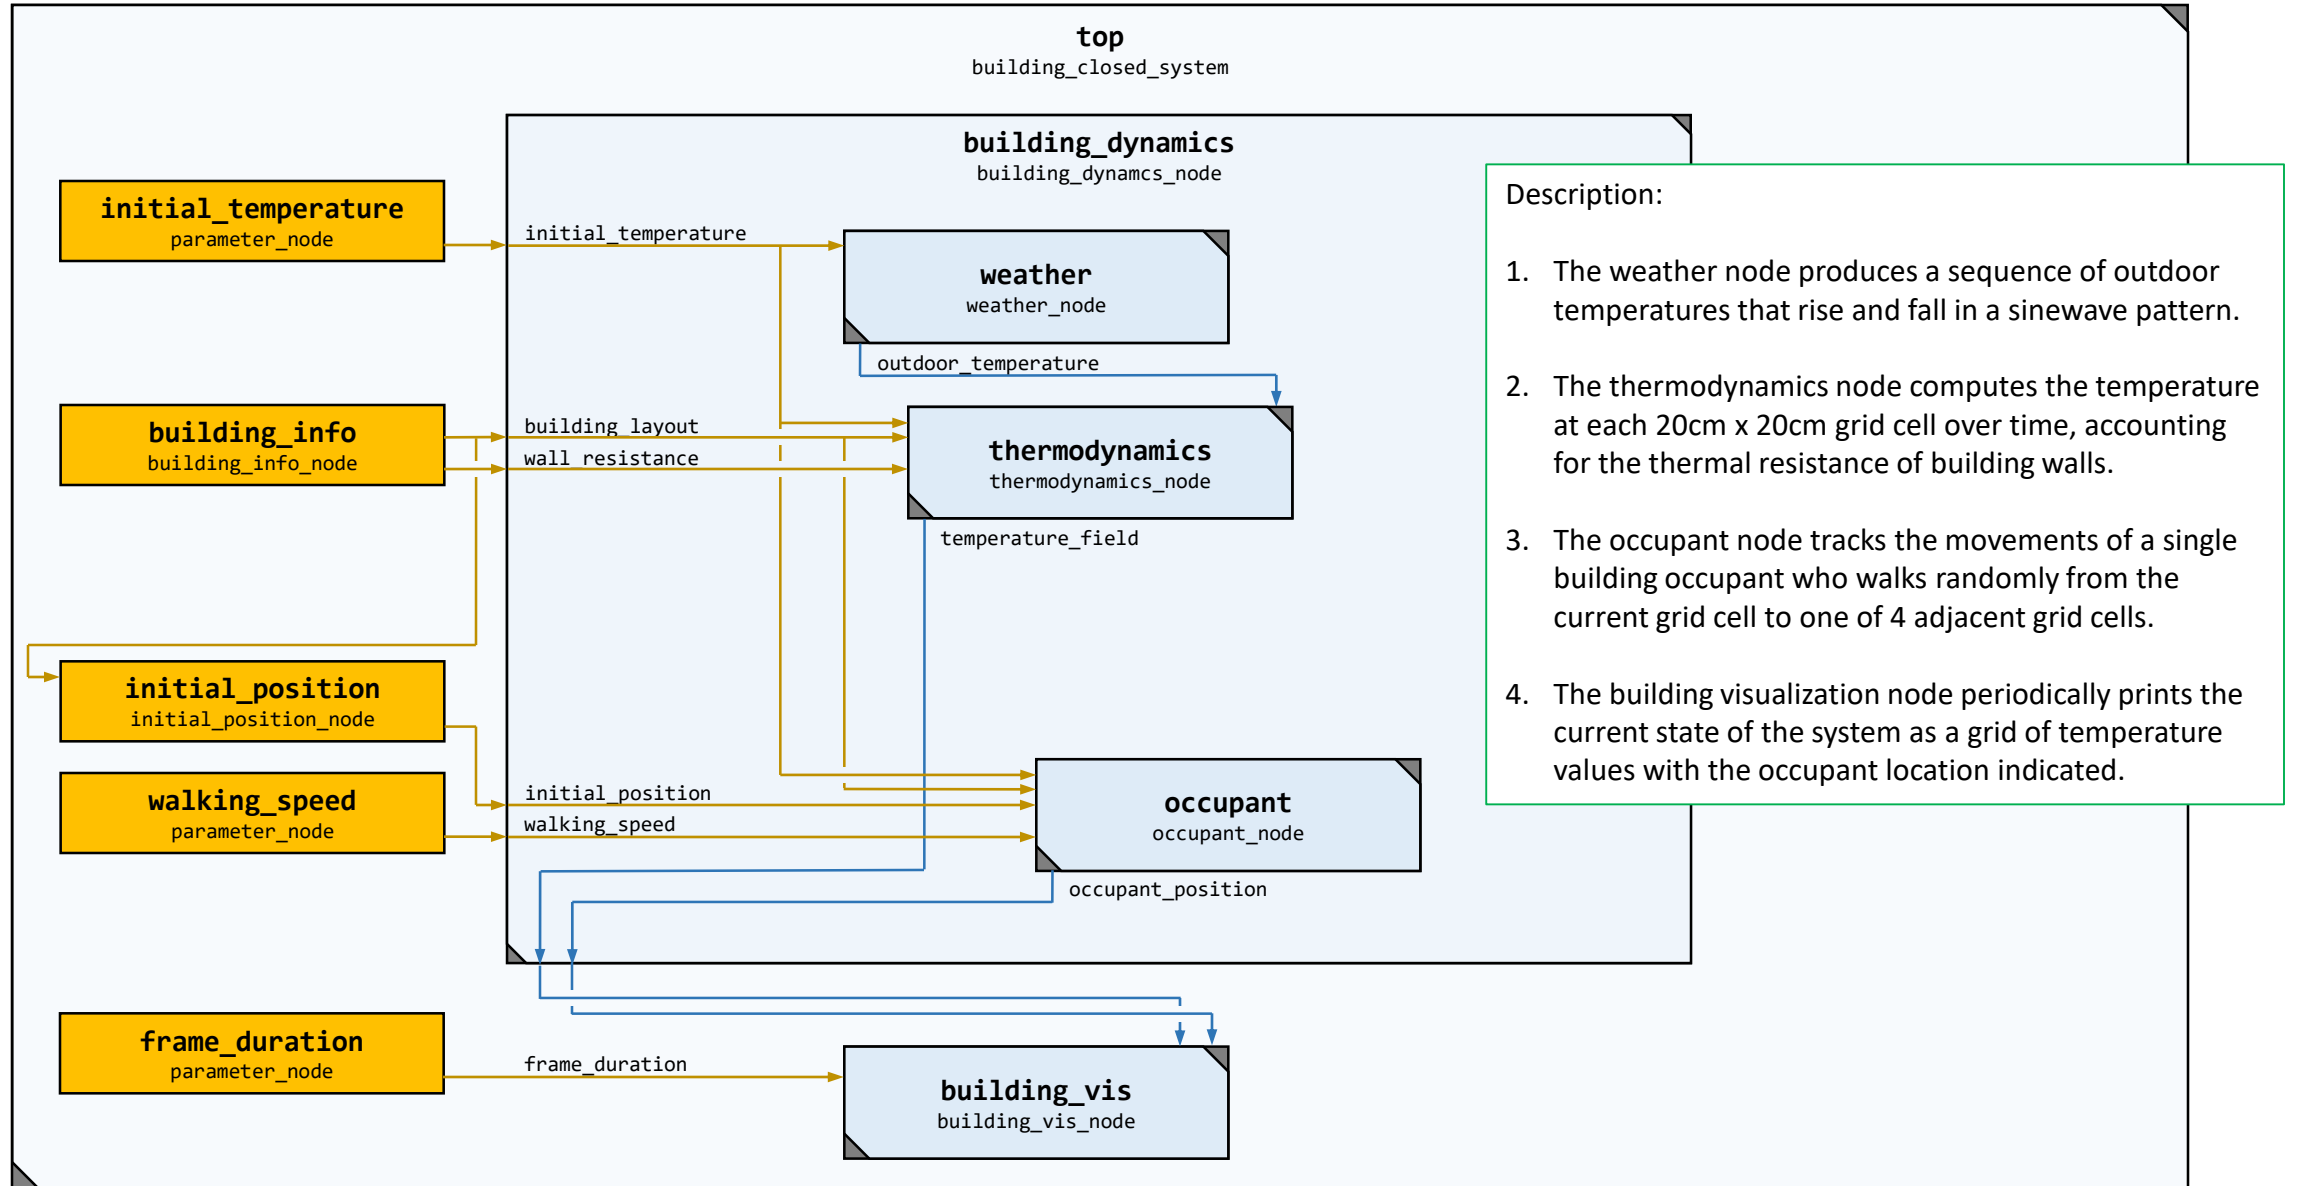 top
building_closed_system
building_dynamics
building_dynamcs_node
initial_temperature
parameter_node
initial_temperature
weather
weather_node
outdoor_temperature
building_info
building_info_node
building_layout
wall_resistance
thermodynamics
thermodynamics_node
temperature_field
initial_position
initial_position_node
walking_speed
parameter_node
initial_position
walking_speed
occupant
occupant_node
occupant_position
frame_duration
parameter_node
frame_duration
building_vis
building_vis_node
Description:
1. The weather node produces a sequence of outdoor
temperatures that rise and fall in a sinewave pattern.
2. The thermodynamics node computes the temperature
at each 20cm x 20cm grid cell over time, accounting
for the thermal resistance of building walls.
3. The occupant node tracks the movements of a single
building occupant who walks randomly from the
current grid cell to one of 4 adjacent grid cells.
4. The building visualization node periodically prints the
current state of the system as a grid of temperature
values with the occupant location indicated.